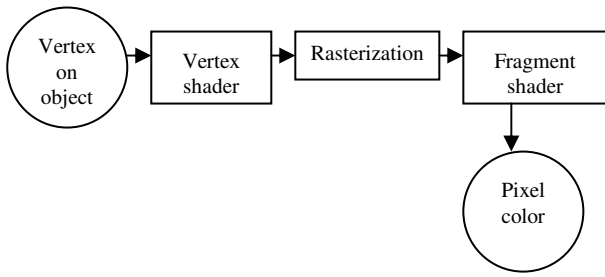 Vertex
on
object
Vertex
shader
Rasterization
Fragment
shader
Pixel
color